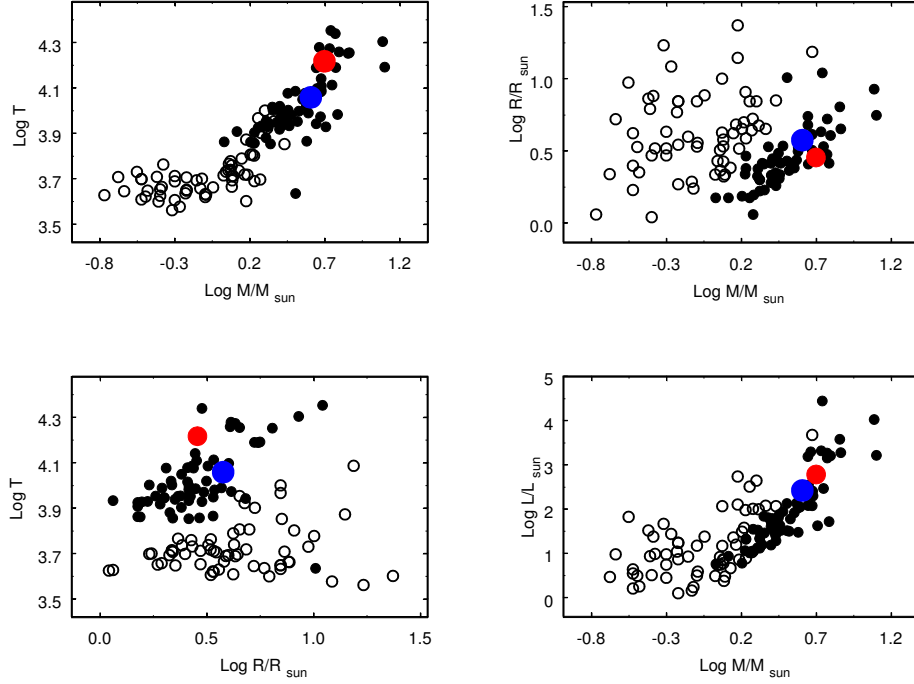 4.3
4.1
3.9
3.7
3.5
Log T
-0.8 -0.3 0.2 0.7 1.2
Log M/M sun
1.5
1.0
0.5
0.0
Log R/R sun
-0.8 -0.3 0.2 0.7 1.2
Log M/M sun
4.3
4.1
3.9
3.7
3.5
Log T
0.0 0.5 1.0 1.5
Log R/R sun
5
4
3
2
1
0
Log L/L sun
-0.8 -0.3 0.2 0.7 1.2
Log M/M sun